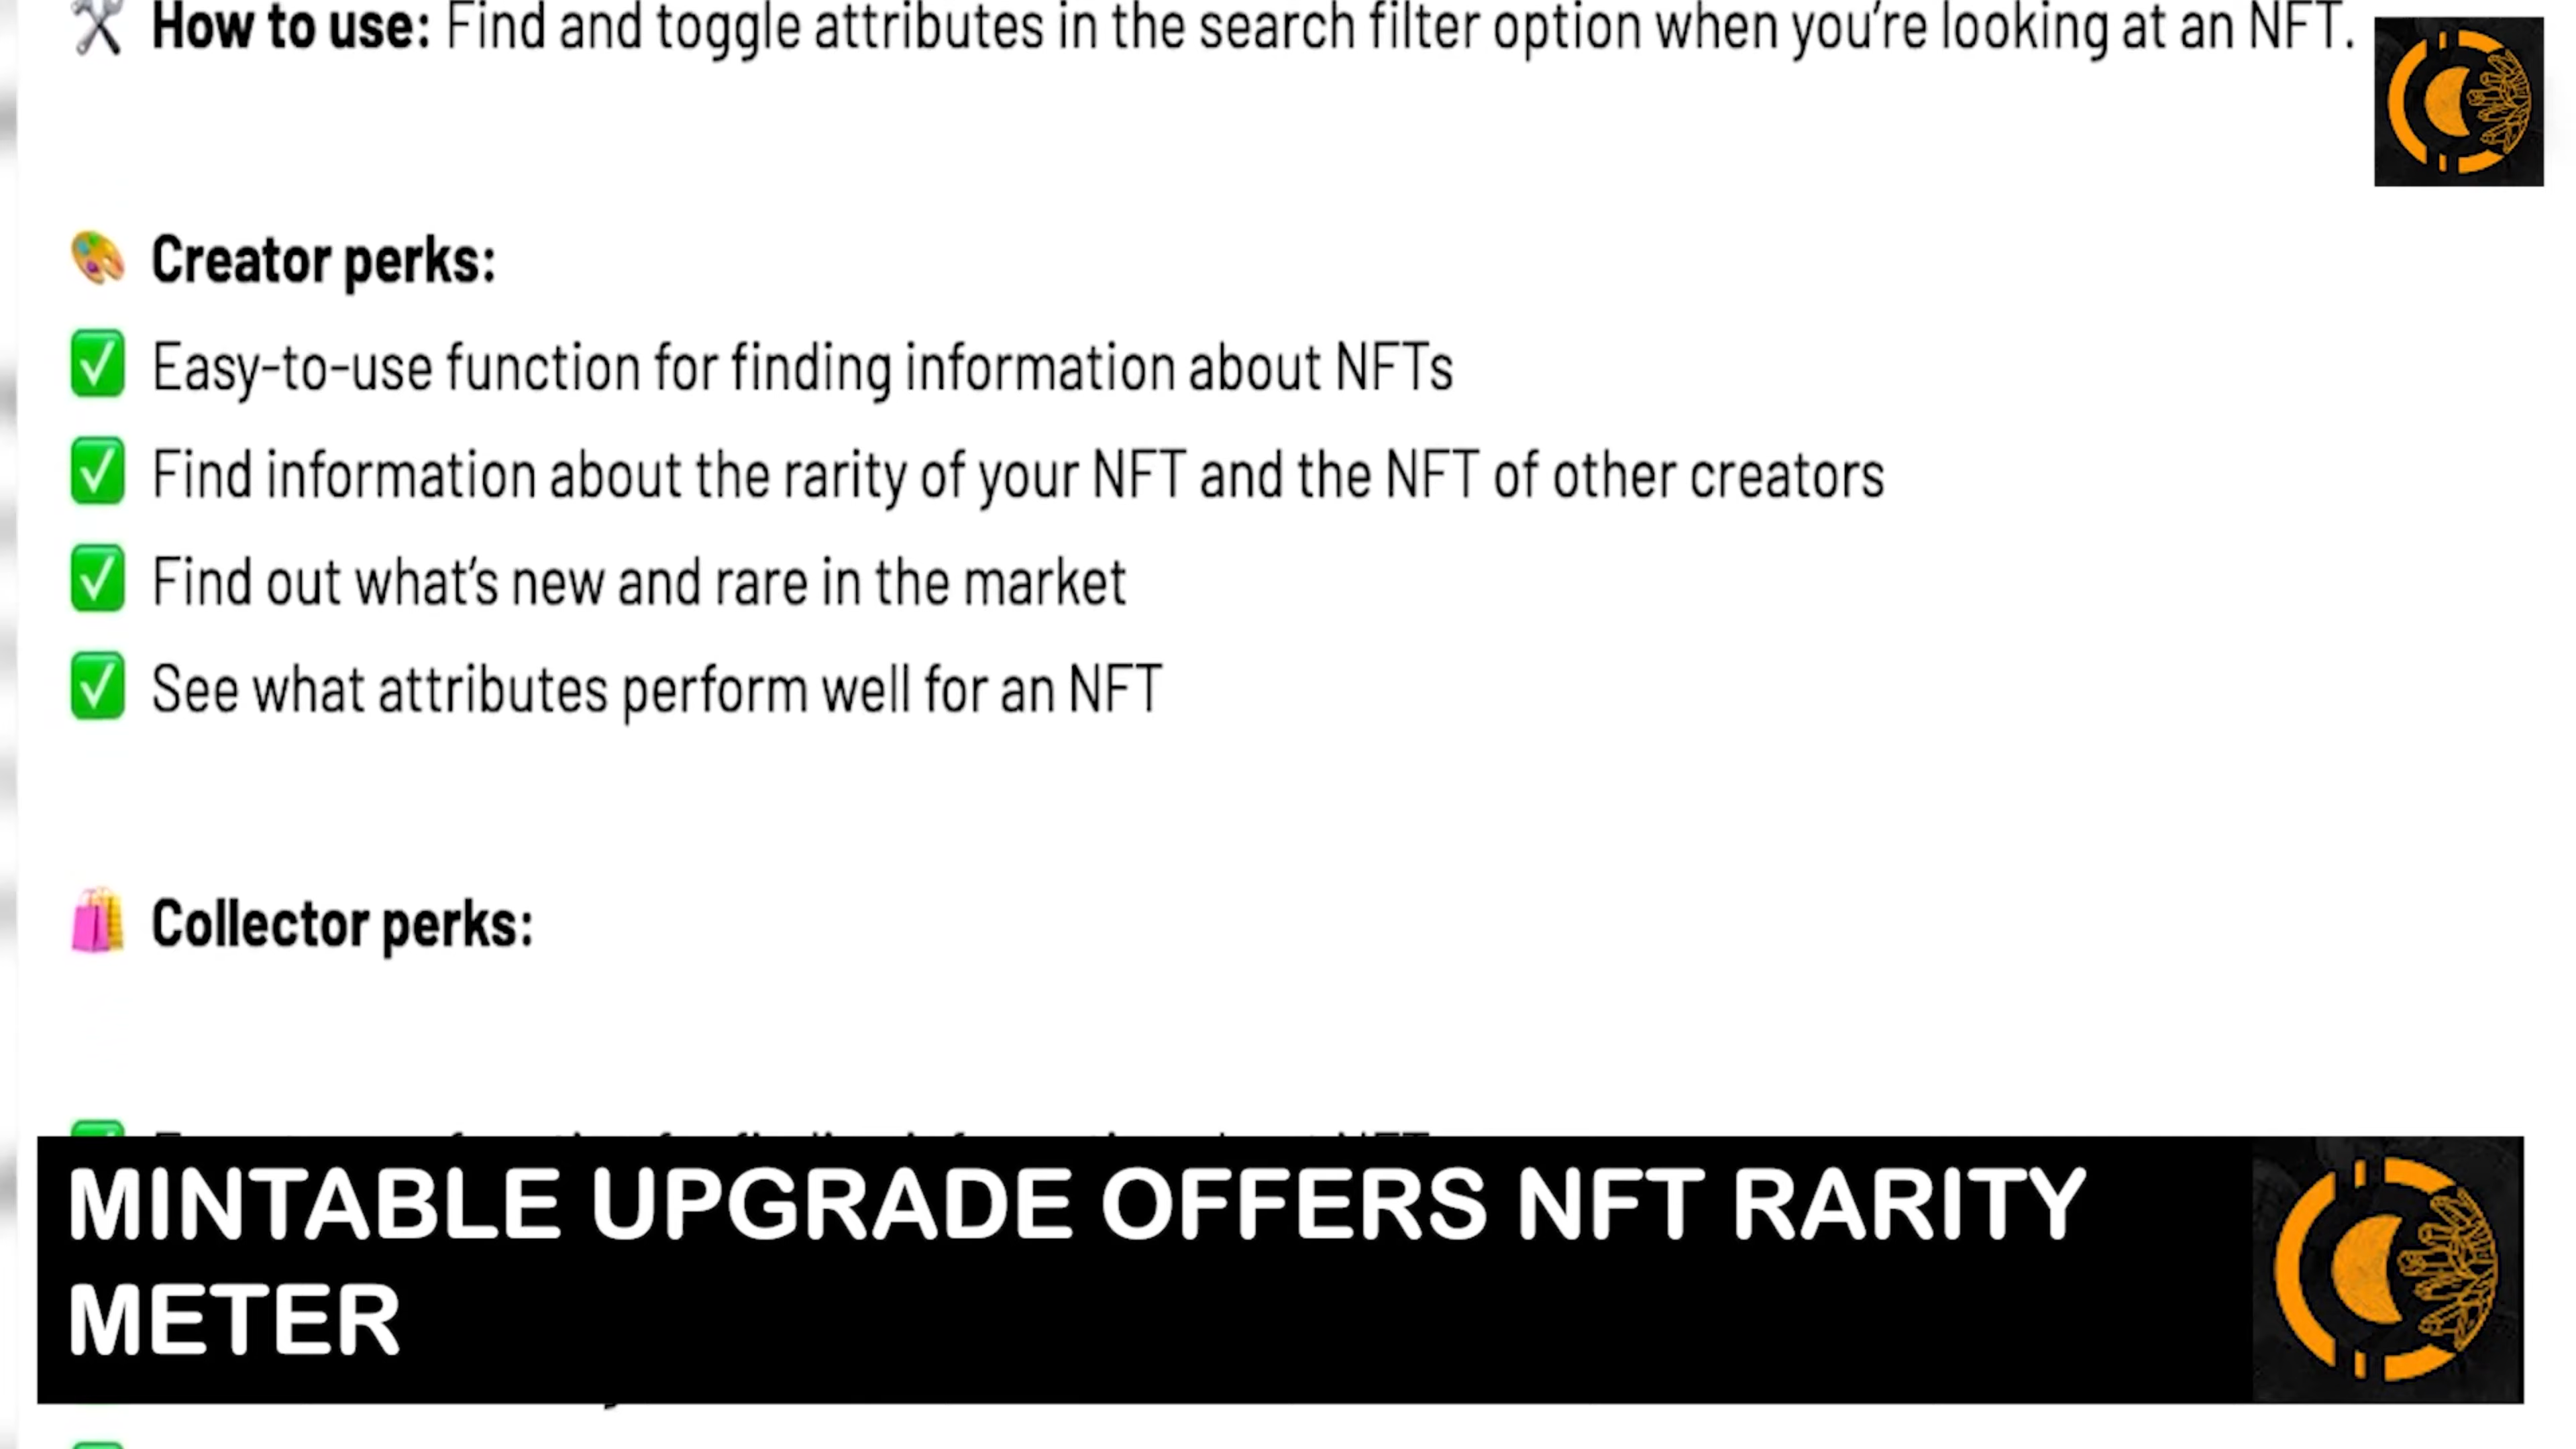 How to use: Find and toggle attributes in the search filter option when you’re looking at an NFT.
Creator perks:
Easy-to-use function for finding information about NFTs
Find information about the rarity of your NFT and the NFT of other creators
Find out what’s new and rare in the market
See what attributes perform well for an NFT
Collector perks:
MINTABLE UPGRADE OFFERS NFT RARITY
METER